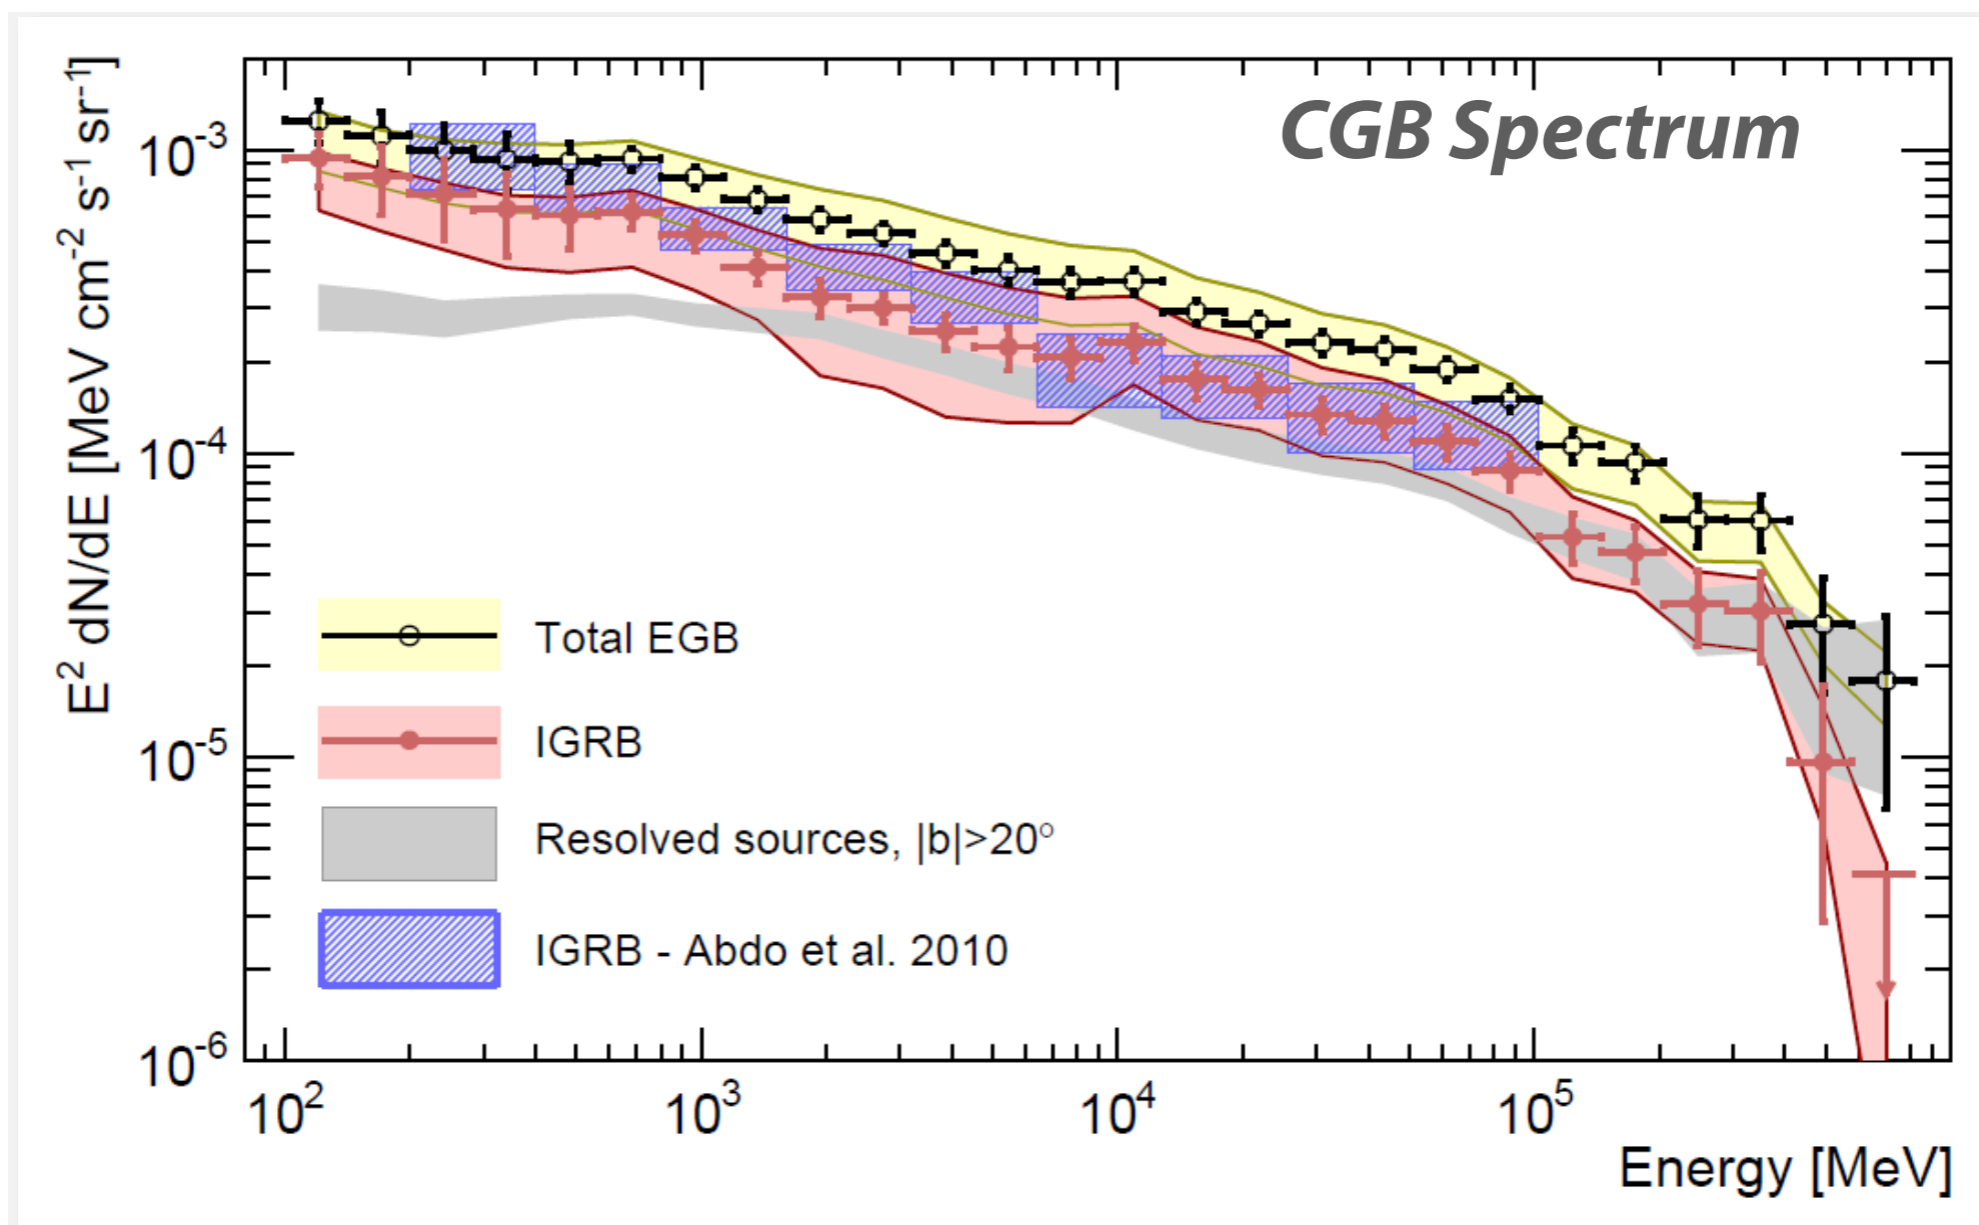 CGB Spectrum
E² dN/dE [MeV cm⁻² s⁻¹ sr⁻¹]
10⁻³
10⁻⁴
10⁻⁵
10⁻⁶
Total EGB
IGRB
Resolved sources, |b|>20°
IGRB - Abdo et al. 2010
10² 10³ 10⁴ 10⁵
Energy [MeV]